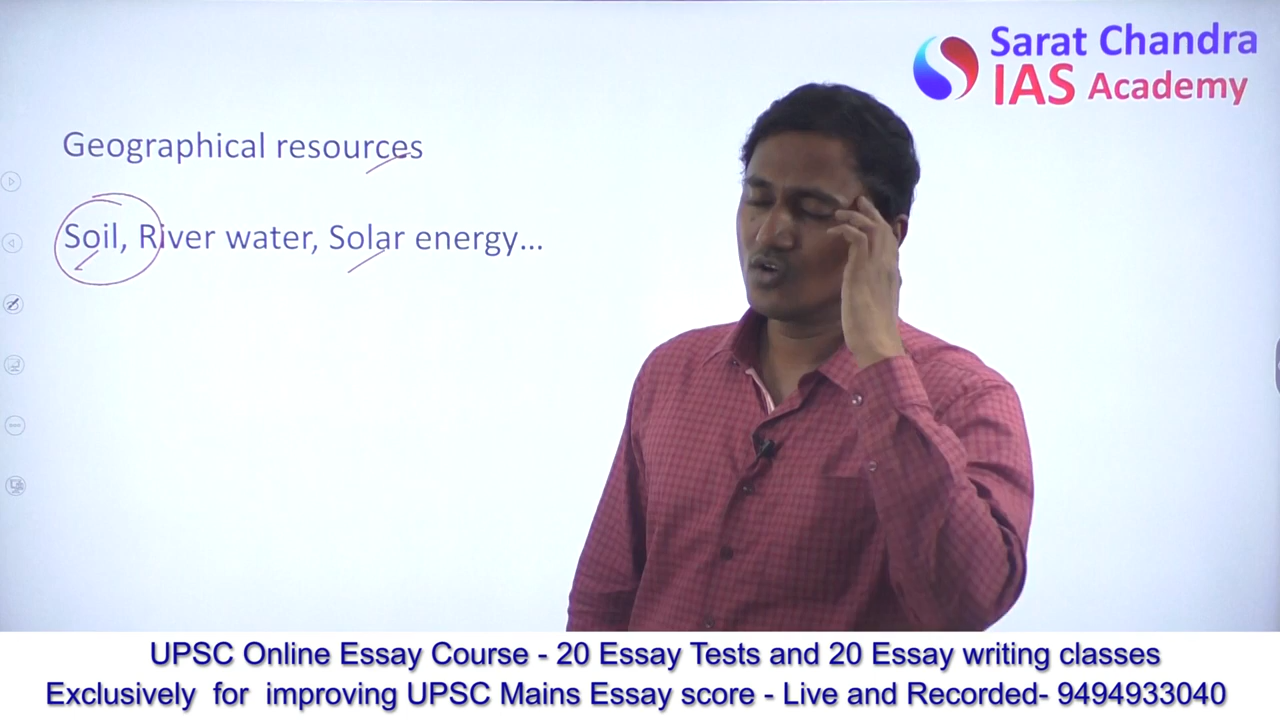 Sarat Chandra
IAS Academy
Geographical resources
Soil, River water, Solar energy...
UPSC Online Essay Course - 20 Essay Tests and 20 Essay writing classes
Exclusively for improving UPSC Mains Essay score - Live and Recorded- 9494933040